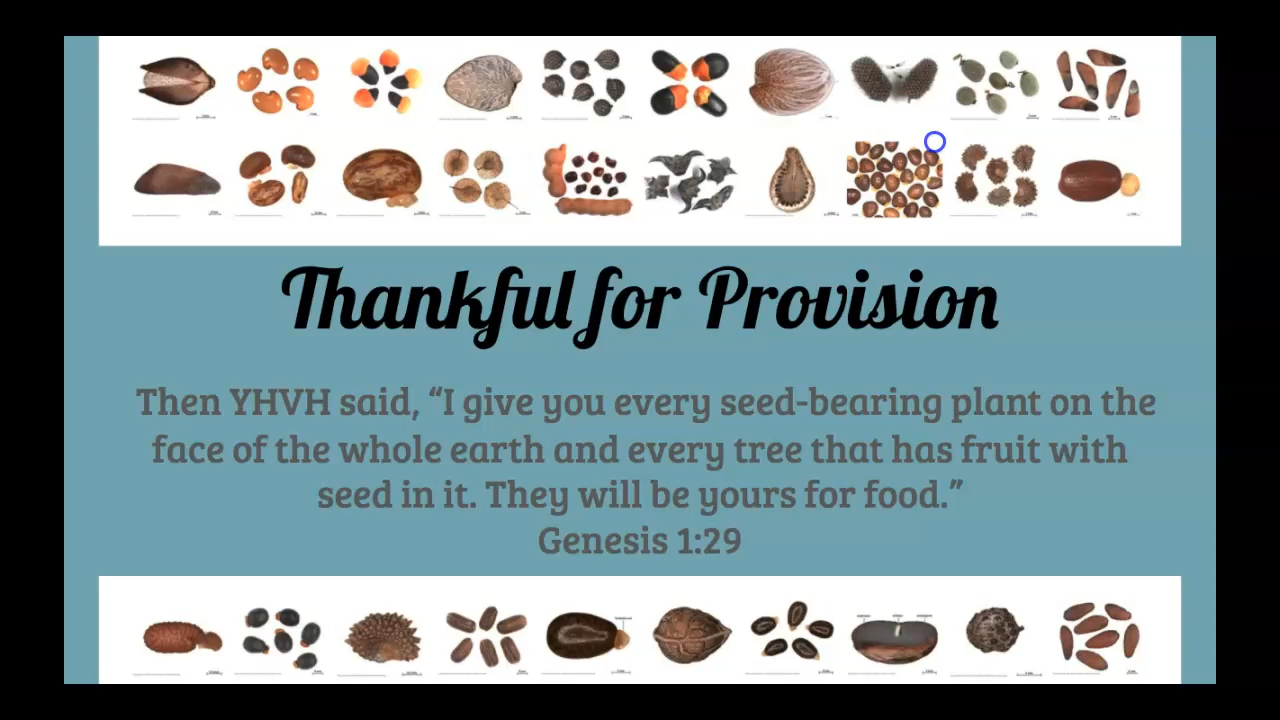 Thankful for Provision
Then YHVH said, “I give you every seed-bearing plant on the
face of the whole earth and every tree that has fruit with
seed in it. They will be yours for food.”
Genesis 1:29